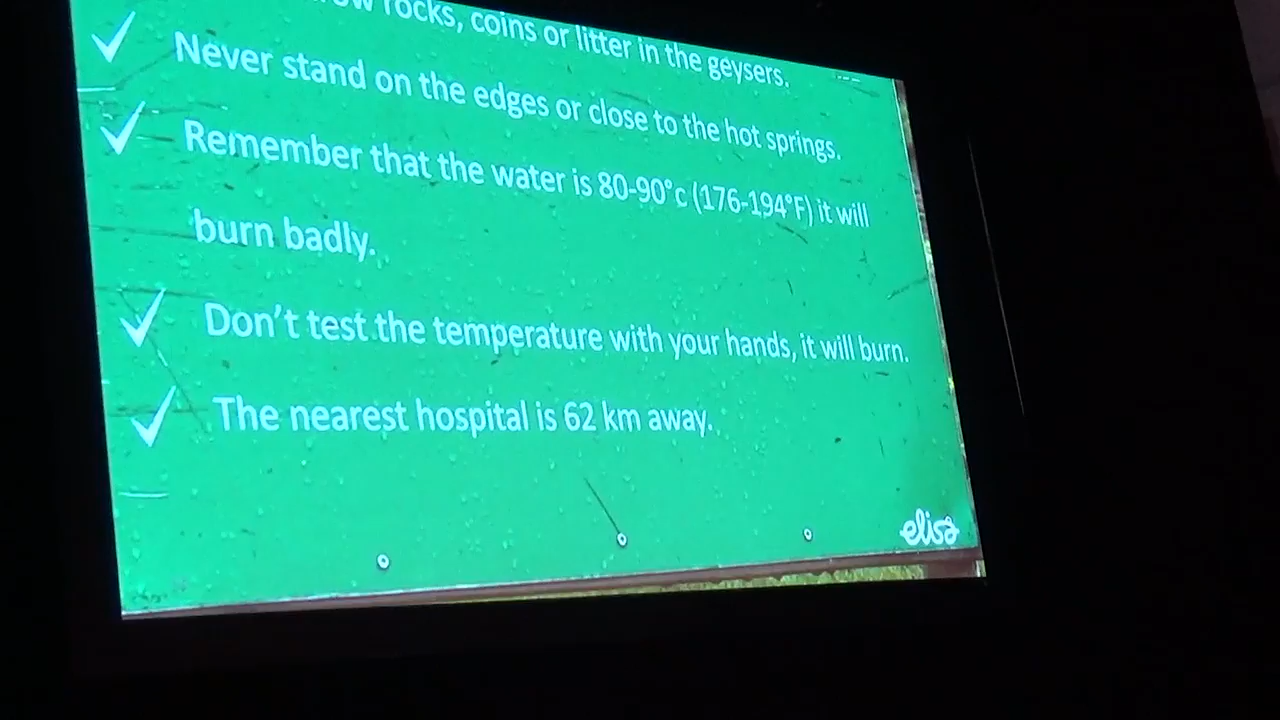 rocks, coins or litter in the geysers.
Never stand on the edges or close to the hot springs.
Remember that the water is 80-90°c (176-194°F) it will
burn badly.
Don't test the temperature with your hands, it will burn.
The nearest hospital is 62 km away.
elisa